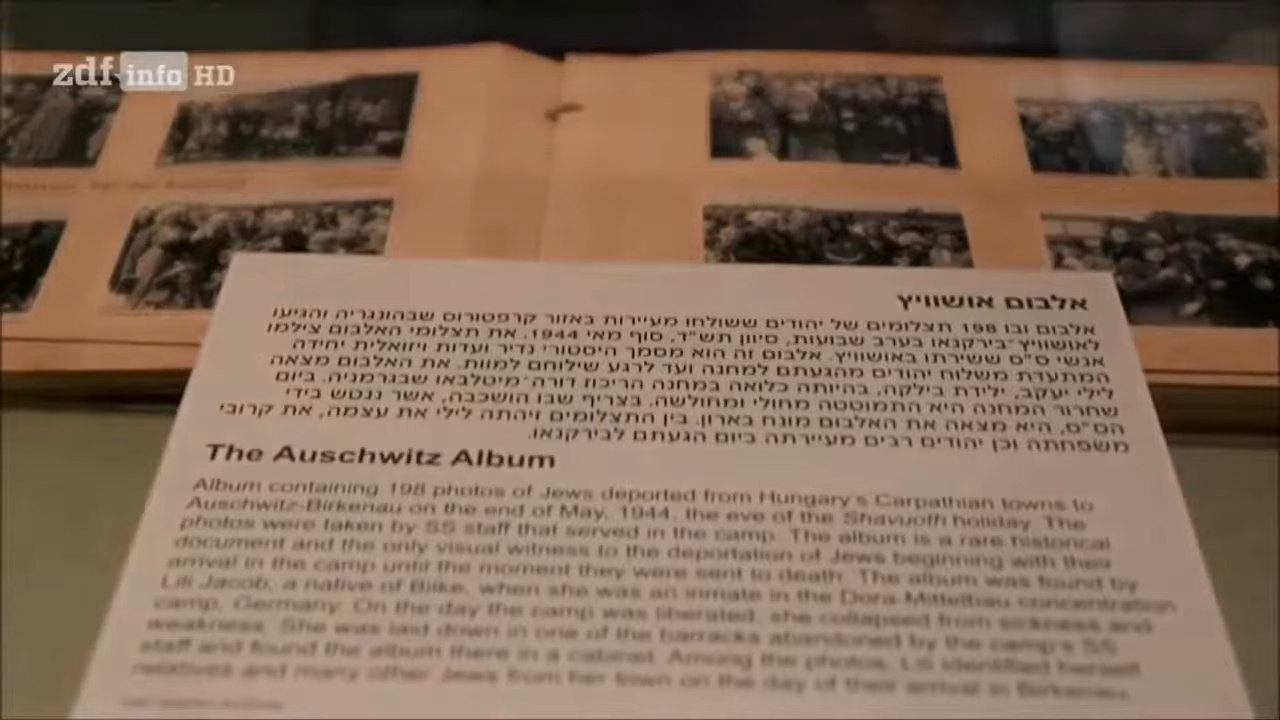 zdf info HD
אלבום אושוויץ
אלבום ובו 198 תצלומים של יהודים ששולחו מעיירות באזור קרפטורוס שבהונגריה והגיעו
לאושוויץ-בירקנאו בערב שבועות, סיוון תש"ד, סוף מאי 1944. את תצלומי האלבום צילמו
אנשי ס"ס ששירתו באושוויץ. אלבום זה הוא מסמך היסטורי נדיר ועדות ויזואלית יחידה
המתעדת משלוח יהודים מהגעתם למחנה ועד לרגע שילוחם למוות. את האלבום מצאה
לילי יעקב, ילידת בילקה, בהיותה כלואה במחנה הריכוז דורה-מיטלבאו שבגרמניה. ביום
שחרור המחנה היא התמוטטה מחולי ומחולשה. בצריף שבו הושכבה, אשר ננטש בידי
הס"ס, היא מצאה את האלבום מונח בארון. בין התצלומים זיהתה לילי את עצמה, את קרובי
משפחתה וכן יהודים רבים מעיירתה ביום הגעתם לבירקנאו.
The Auschwitz Album
Album containing 198 photos of Jews deported from Hungary's Carpathian towns to
Auschwitz-Birkenau on the end of May, 1944, the eve of the Shavuoth holiday. The
photos were taken by SS staff that served in the camp. The album is a rare historical
document and the only visual witness to the deportation of Jews beginning with their
arrival in the camp until the moment they were sent to death. The album was found by
Lili Jacob, a native of Bilke, when she was an inmate in the Dora-Mittelbau concentration
camp, Germany. On the day the camp was liberated, she collapsed from sickness and
weakness. She was laid down in one of the barracks abandoned by the camp's SS
staff and found the album there in a cabinet. Among the photos, Lili identified herself,
relatives and many other Jews from her town on the day of their arrival in Birkenau.